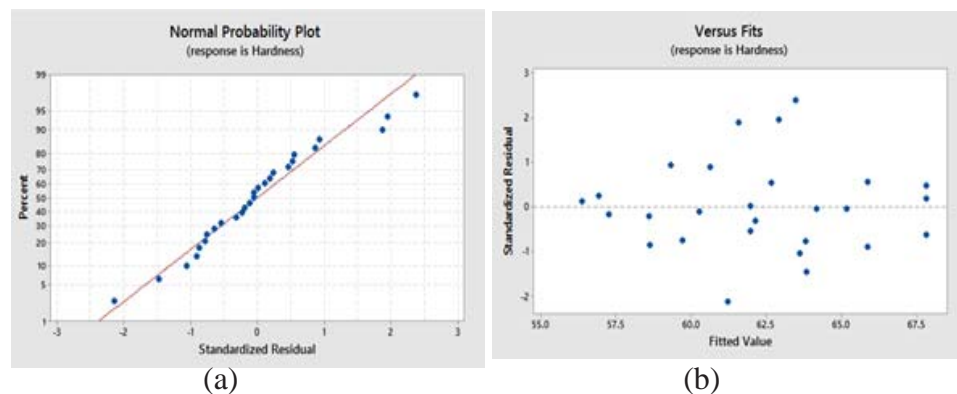 Normal Probability Plot
(response is Hardness)
99
95
90
80
70
60
50
40
30
20
10
5
1
Percent
-3 -2 -1 0 1 2 3
Standardized Residual
(a)
Versus Fits
(response is Hardness)
3
2
1
0
-1
-2
Standardized Residual
55.0 57.5 60.0 62.5 65.0 67.5
Fitted Value
(b)